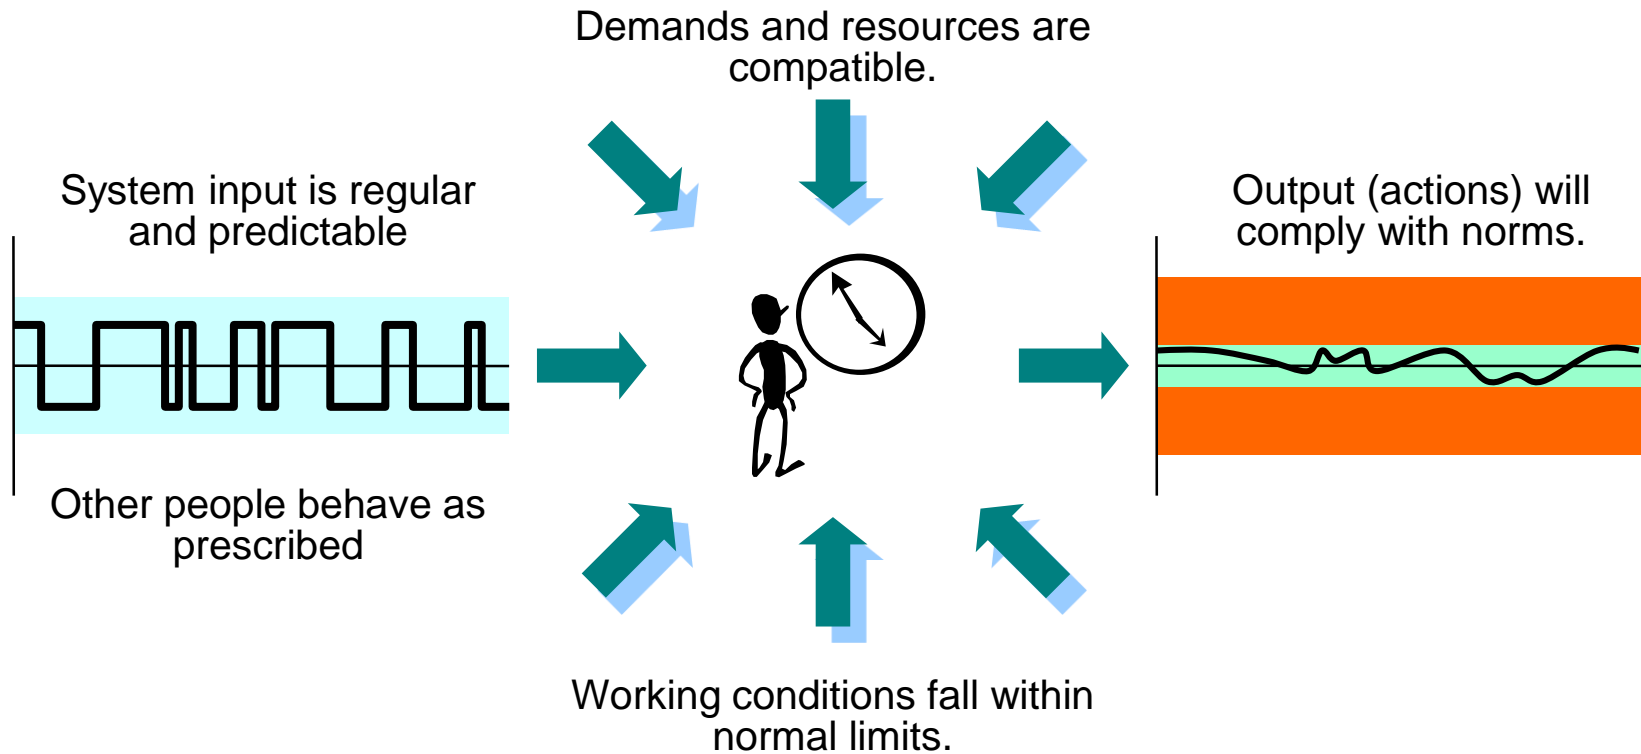 Demands and resources are
compatible.
System input is regular
and predictable
Output (actions) will
comply with norms.
Other people behave as
prescribed
Working conditions fall within
normal limits.